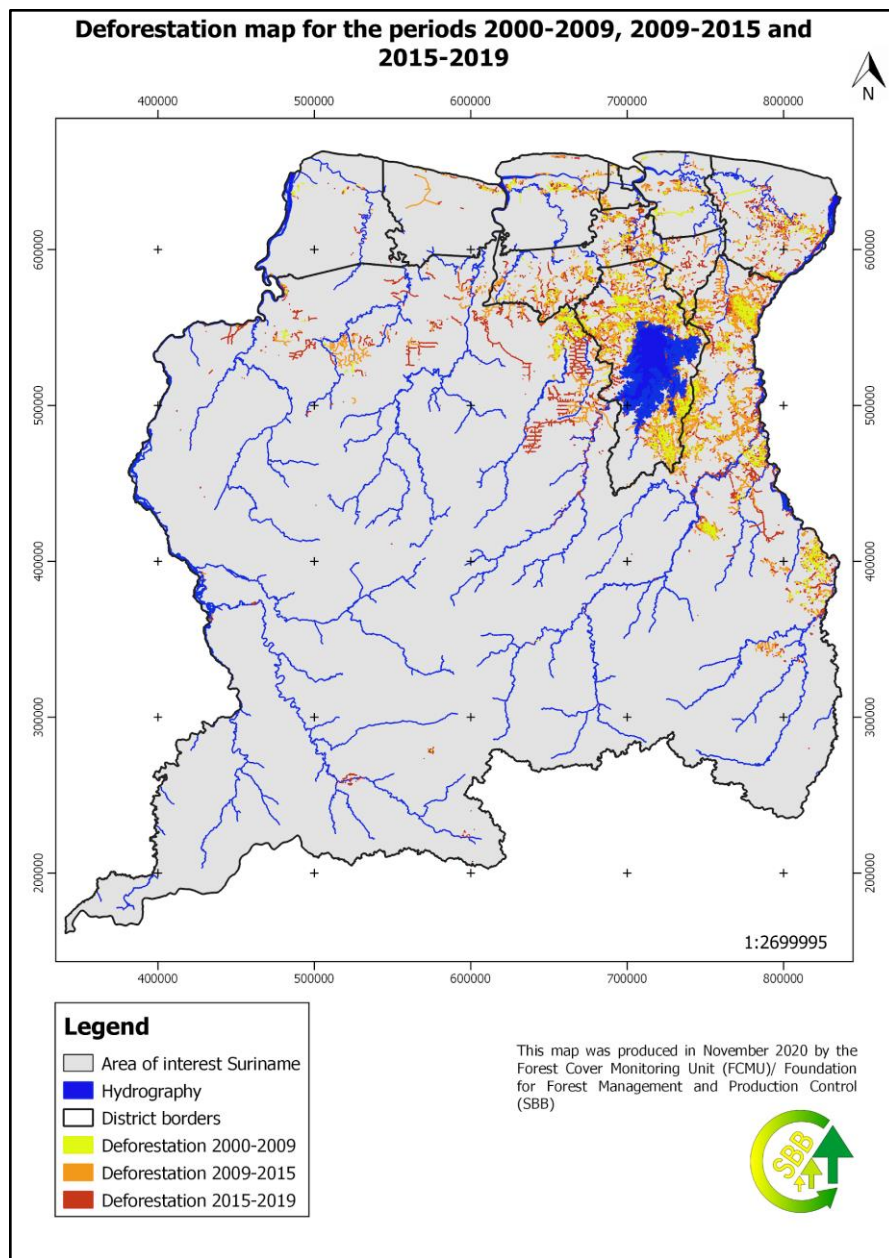 Deforestation map for the periods 2000-2009, 2009-2015 and
2015-2019
N
400000
500000
600000
700000
800000
600000
600000
500000
500000
400000
400000
300000
300000
200000
200000
1:2699995
400000
500000
600000
700000
800000
Legend
Area of interest Suriname
Hydrography
District borders
Deforestation 2000-2009
Deforestation 2009-2015
Deforestation 2015-2019
This map was produced in November 2020 by the
Forest Cover Monitoring Unit (FCMU)/ Foundation
for Forest Management and Production Control
(SBB)
SBB